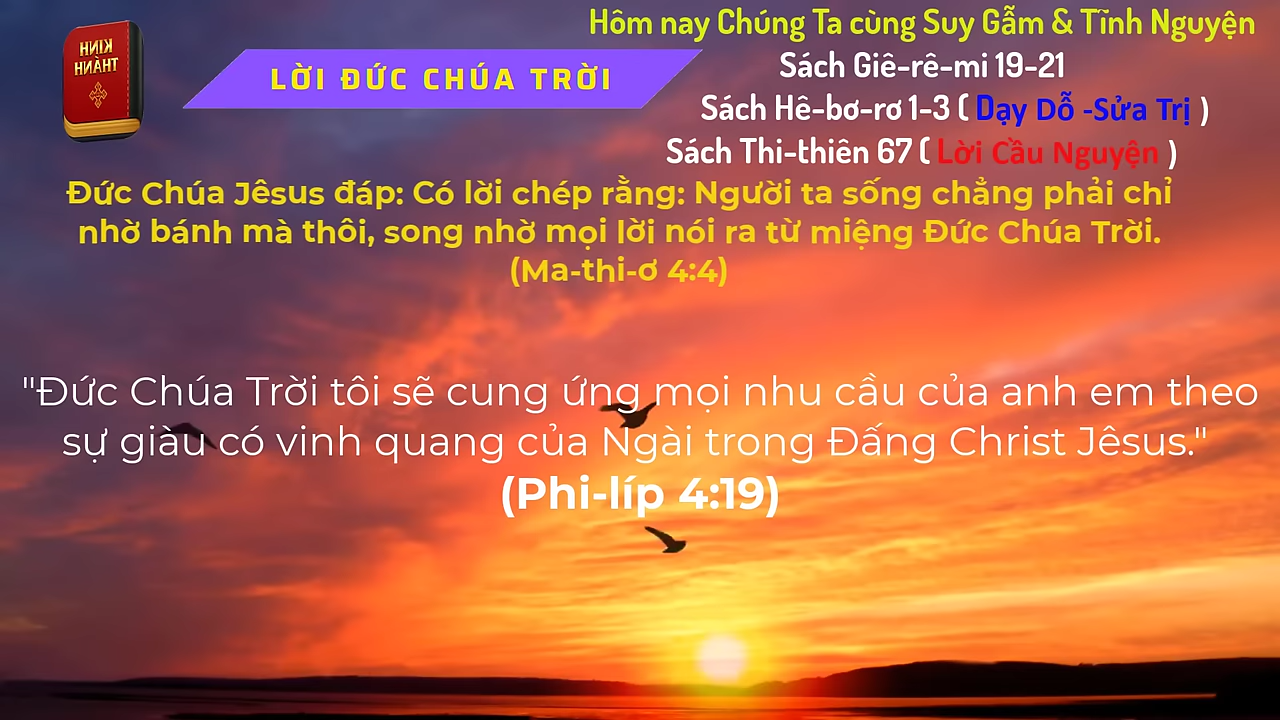 KINH
THÁNH
LỜI ĐỨC CHÚA TRỜI
Hôm nay Chúng Ta cùng Suy Gẫm & Tĩnh Nguyện
Sách Giê-rê-mi 19-21
Sách Hê-bơ-rơ 1-3 ( Dạy Dỗ -Sửa Trị )
Sách Thi-thiên 67 ( Lời Cầu Nguyện )
Đức Chúa Jêsus đáp: Có lời chép rằng: Người ta sống chẳng phải chỉ
nhờ bánh mà thôi, song nhờ mọi lời nói ra từ miệng Đức Chúa Trời.
(Ma-thi-ơ 4:4)
"Đức Chúa Trời tôi sẽ cung ứng mọi nhu cầu của anh em theo
sự giàu có vinh quang của Ngài trong Đấng Christ Jêsus."
(Phi-líp 4:19)